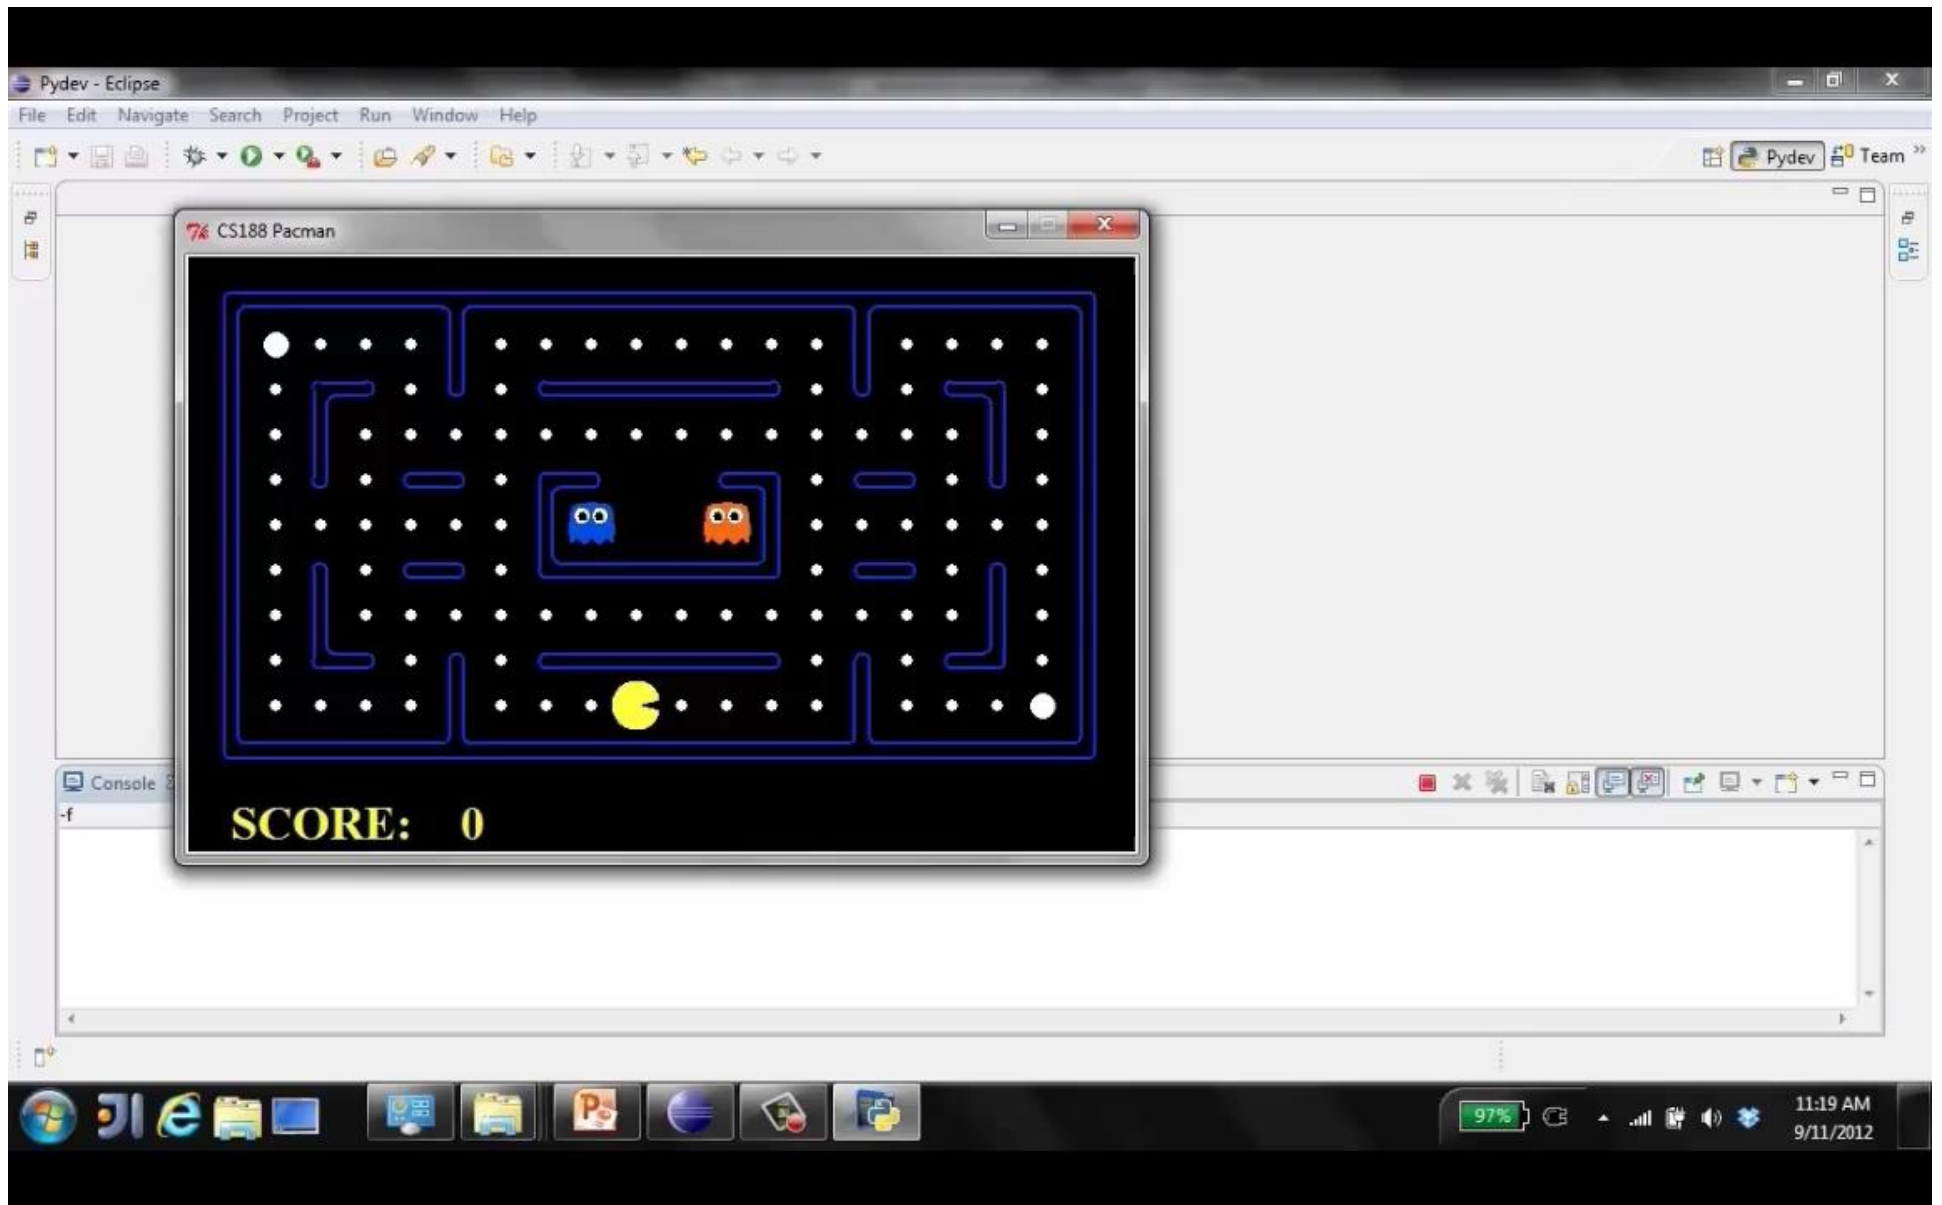 Pydev - Eclipse
File Edit Navigate Search Project Run Window Help
Pydev Team
CS188 Pacman
SCORE: 0
Console
-f
97%
11:19 AM
9/11/2012